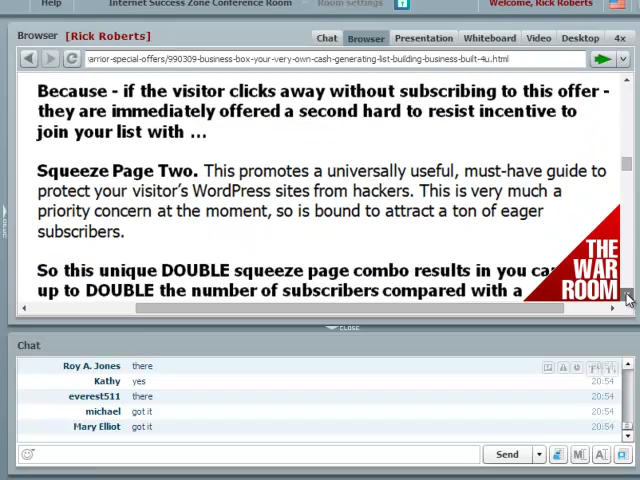 Help Internet Success Zone Conference Room Room settings Welcome, Rick Roberts
Browser [Rick Roberts] Chat Browser Presentation Whiteboard Video Desktop 4x
arrior-special-offers/990309-business-box-your-very-own-cash-generating-list-building-business-built-4u.html
Because - if the visitor clicks away without subscribing to this offer -
they are immediately offered a second hard to resist incentive to
join your list with ...
Squeeze Page Two. This promotes a universally useful, must-have guide to
protect your visitor's WordPress sites from hackers. This is very much a
priority concern at the moment, so is bound to attract a ton of eager
subscribers.
So this unique DOUBLE squeeze page combo results in you ca
up to DOUBLE the number of subscribers compared with a
THE
WAR
ROOM
CLOSE
Chat
Roy A. Jones there 20:54
Kathy yes 20:54
everest511 there 20:54
michael got it 20:54
Mary Elliot got it 20:54
Send